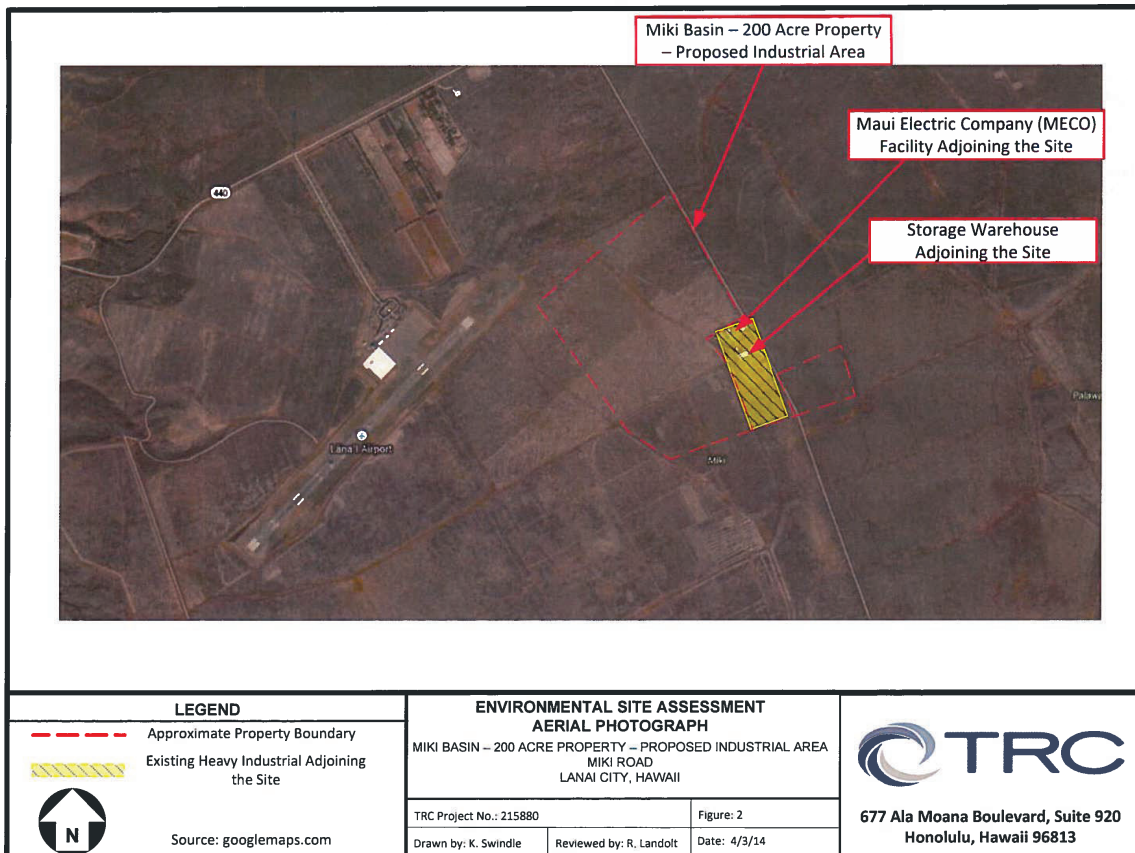 Miki Basin – 200 Acre Property
– Proposed Industrial Area
Maui Electric Company (MECO)
Facility Adjoining the Site
Storage Warehouse
Adjoining the Site
440
Lana'i Airport
Miki
Palawa
LEGEND
Approximate Property Boundary
Existing Heavy Industrial Adjoining
the Site
N
Source: googlemaps.com
ENVIRONMENTAL SITE ASSESSMENT
AERIAL PHOTOGRAPH
MIKI BASIN – 200 ACRE PROPERTY – PROPOSED INDUSTRIAL AREA
MIKI ROAD
LANAI CITY, HAWAII
TRC Project No.: 215880
Figure: 2
Drawn by: K. Swindle
Reviewed by: R. Landolt
Date: 4/3/14
TRC
677 Ala Moana Boulevard, Suite 920
Honolulu, Hawaii 96813